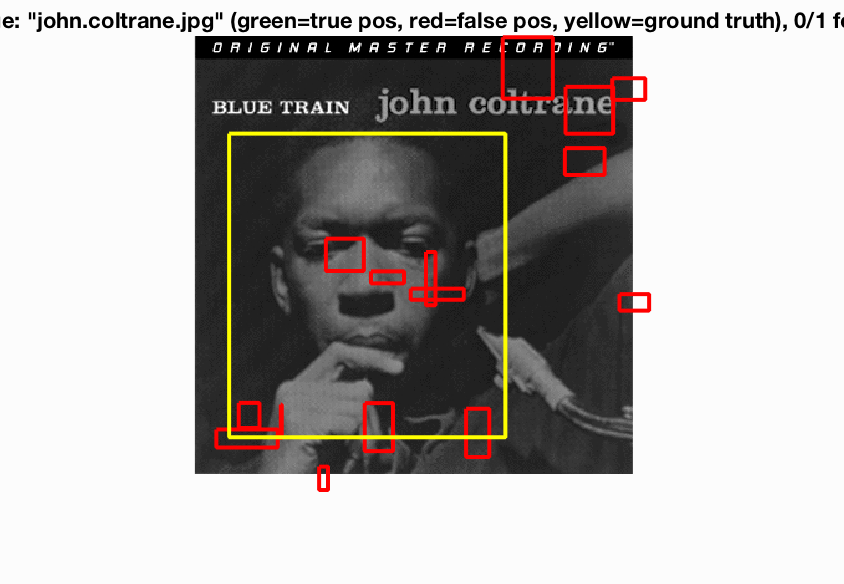 e: "john.coltrane.jpg" (green=true pos, red=false pos, yellow=ground truth), 0/1 f
ORIGINAL MASTER RECORDING
BLUE TRAIN john coltrane